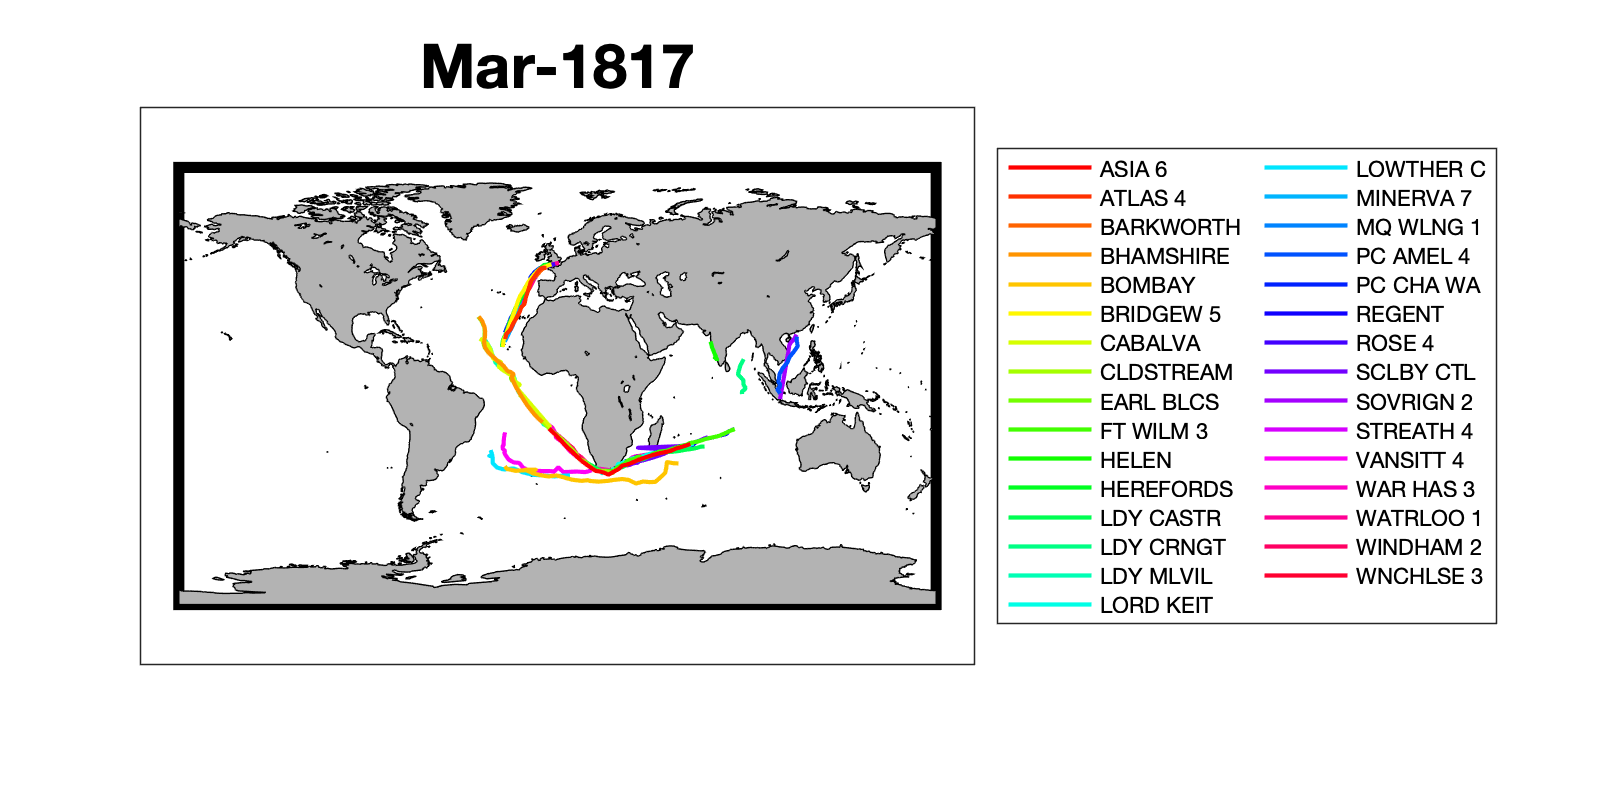 Mar-1817
ASIA 6
ATLAS 4
BARKWORTH
BHAMSHIRE
BOMBAY
BRIDGEW 5
CABALVA
CLDSTREAM
EARL BLCS
FT WILM 3
HELEN
HEREFORDS
LDY CASTR
LDY CRNGT
LDY MLVIL
LORD KEIT
LOWTHER C
MINERVA 7
MQ WLNG 1
PC AMEL 4
PC CHA WA
REGENT
ROSE 4
SCLBY CTL
SOVRIGN 2
STREATH 4
VANSITT 4
WAR HAS 3
WATRLOO 1
WINDHAM 2
WNCHLSE 3